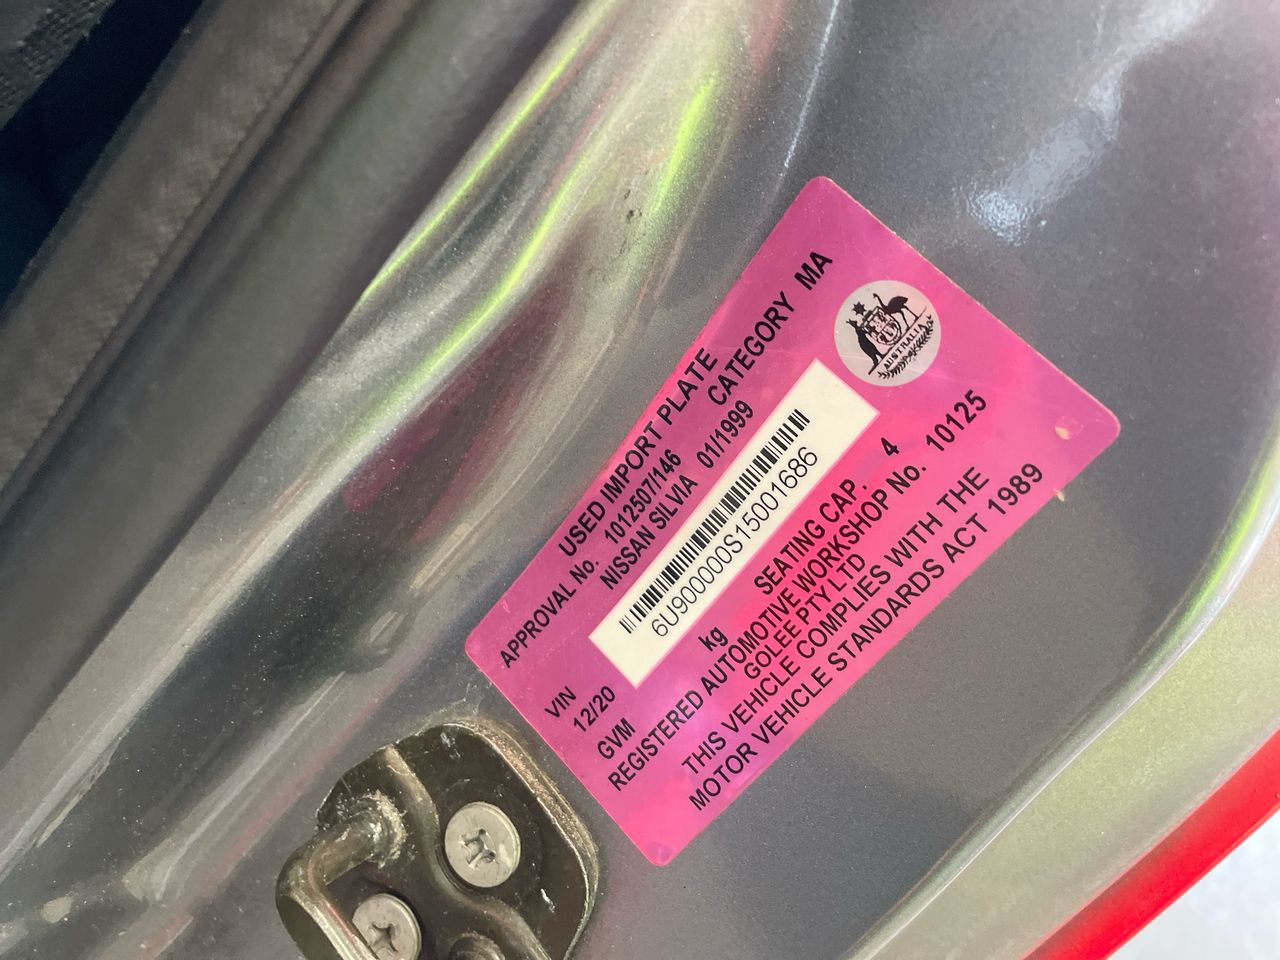 USED IMPORT PLATE
APPROVAL No. 1012507/146 CATEGORY MA
NISSAN SILVIA 01/1999
AUSTRALIA
VIN 6U900000S15001686
12/20
GVM kg SEATING CAP. 4
REGISTERED AUTOMOTIVE WORKSHOP No. 10125
GOLEE PTY LTD
THIS VEHICLE COMPLIES WITH THE
MOTOR VEHICLE STANDARDS ACT 1989